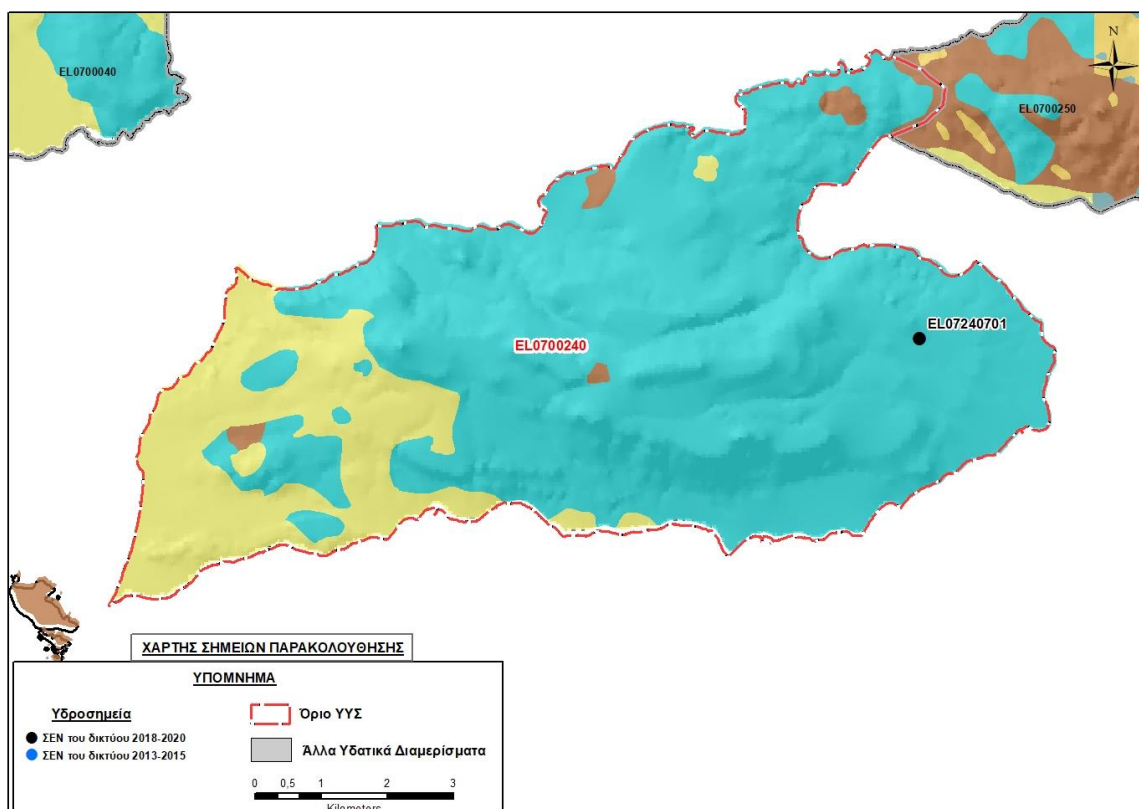 EL0700040
N
EL0700250
EL07240701
EL0700240
ΧΑΡΤΗΣ ΣΗΜΕΙΩΝ ΠΑΡΑΚΟΛΟΥΘΗΣΗΣ
ΥΠΟΜΝΗΜΑ
Υδροσημεία
ΣΕΝ του δικτύου 2018-2020
ΣΕΝ του δικτύου 2013-2015
Όριο ΥΥΣ
Άλλα Υδατικά Διαμερίσματα
0 0,5 1 2 3
Kilometers